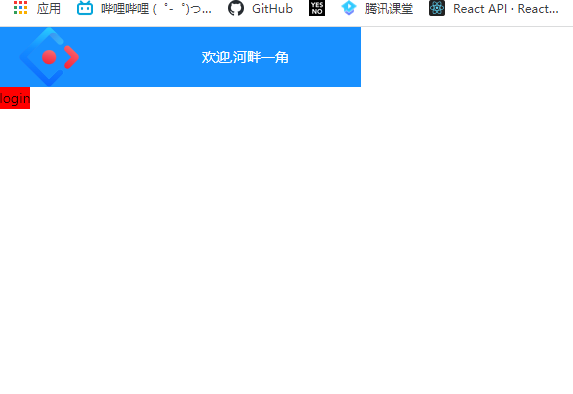 应用 哔哩哔哩 ( ゜- ゜)つ... GitHub YES NO 腾讯课堂 React API · React...
欢迎,河畔一角
login